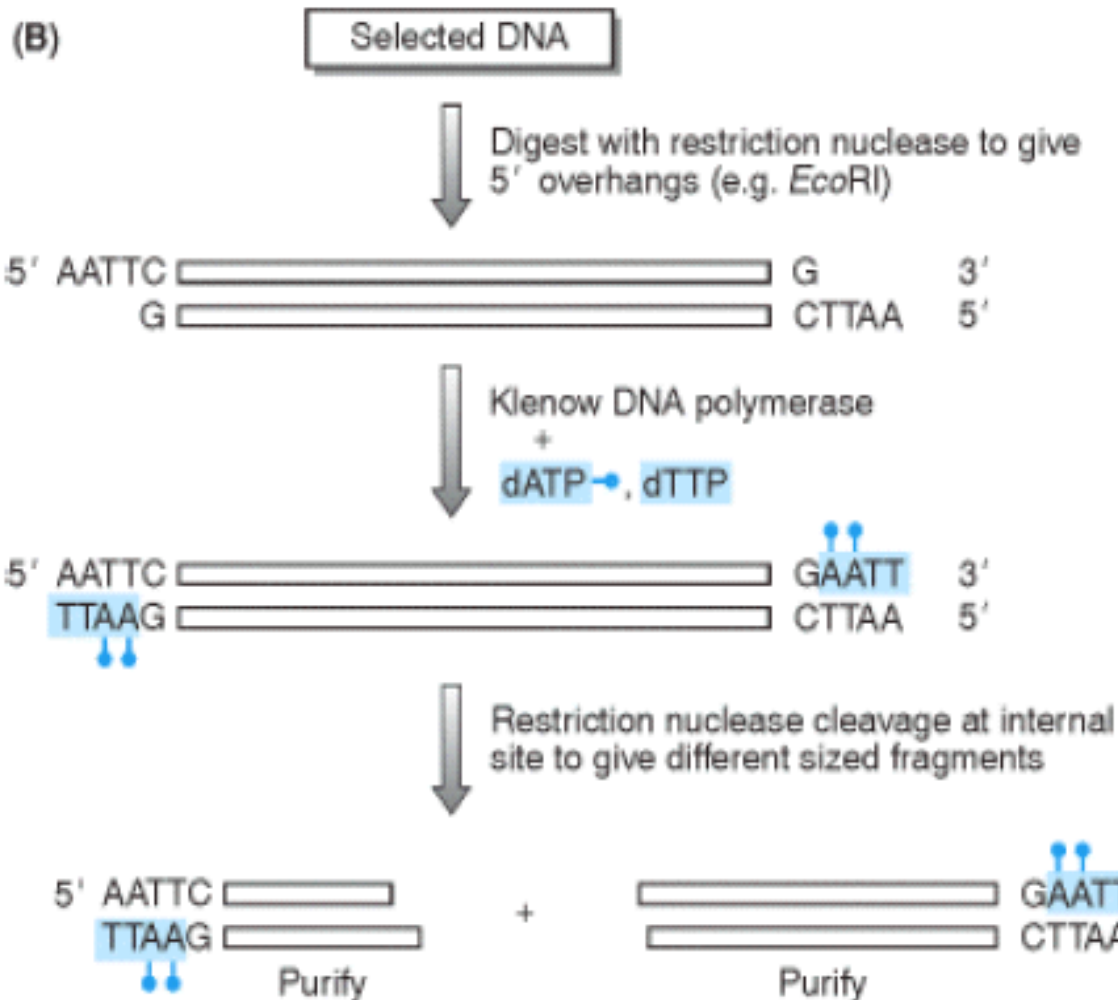 (B)
Selected DNA
Digest with restriction nuclease to give
5′ overhangs (e.g. EcoRI)
5′ AATTC G 3′
G CTTAA 5′
Klenow DNA polymerase
+
dATP , dTTP
5′ AATTC GAATT 3′
TTAAG CTTAA 5′
Restriction nuclease cleavage at internal
site to give different sized fragments
5′ AATTC GAATT
TTAAG + CTTAA
Purify Purify